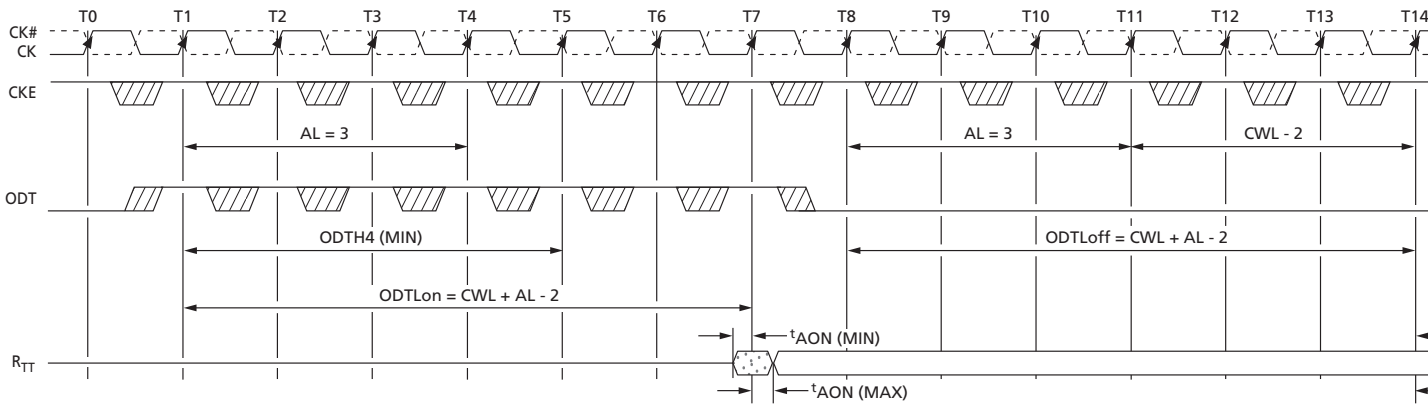 T0 T1 T2 T3 T4 T5 T6 T7 T8 T9 T10 T11 T12 T13 T14
CK#
CK
CKE
AL = 3 AL = 3 CWL - 2
ODT
ODTH4 (MIN) ODTLoff = CWL + AL - 2
ODTLon = CWL + AL - 2
tAON (MIN)
RTT
tAON (MAX)